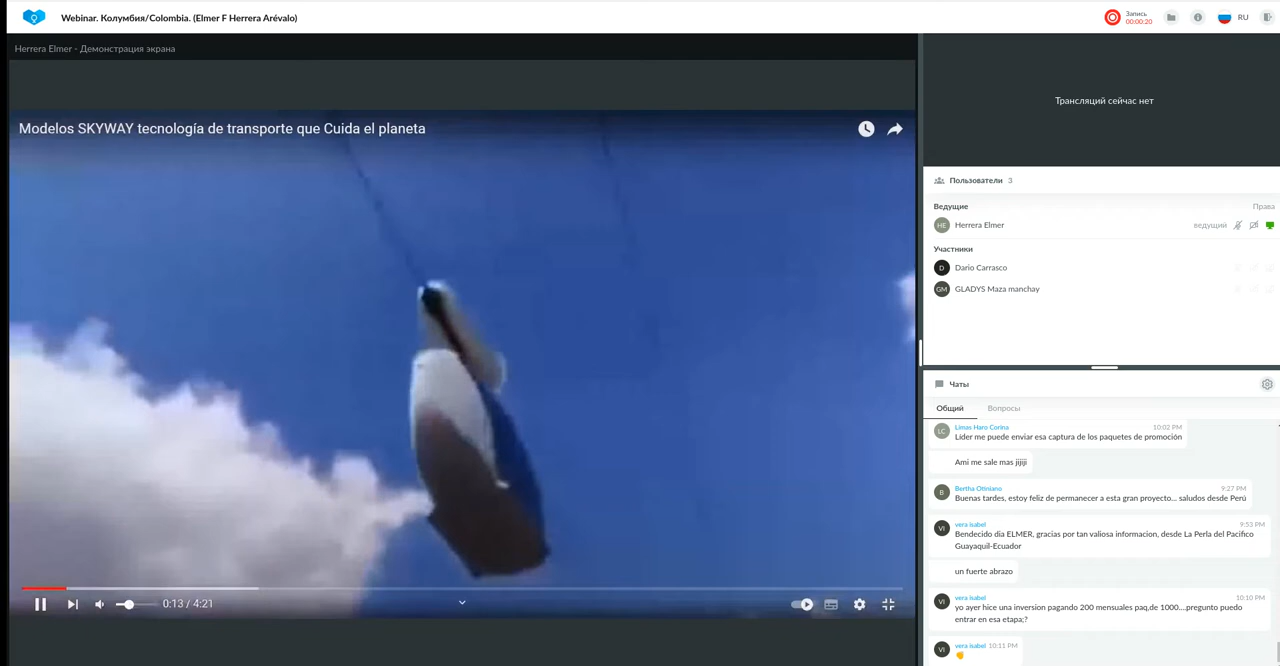 Webinar. Колумбия/Colombia. (Elmer F Herrera Arévalo)
Запись
00:00:20
RU
Herrera Elmer - Демонстрация экрана
Modelos SKYWAY tecnología de transporte que Cuida el planeta
0:13 / 4:21
Трансляций сейчас нет
Пользователи 3
Ведущие Права
HE Herrera Elmer ведущий
Участники
D Dario Carrasco
GM GLADYS Maza manchay
Чаты
Общий Вопросы
LC Limas Haro Corina 10:02 PM
Líder me puede enviar esa captura de los paquetes de promoción
Ami me sale mas jijiji
B Bertha Otiniano 9:27 PM
Buenas tardes, estoy feliz de permanecer a esta gran proyecto... saludos desde Perú
VI vera isabel 9:53 PM
Bendecido dia ELMER, gracias por tan valiosa informacion, desde La Perla del Pacifico
Guayaquil-Ecuador
un fuerte abrazo
VI vera isabel 10:10 PM
yo ayer hice una inversion pagando 200 mensuales paq,de 1000....pregunto puedo
entrar en esa etapa;?
VI vera isabel 10:11 PM